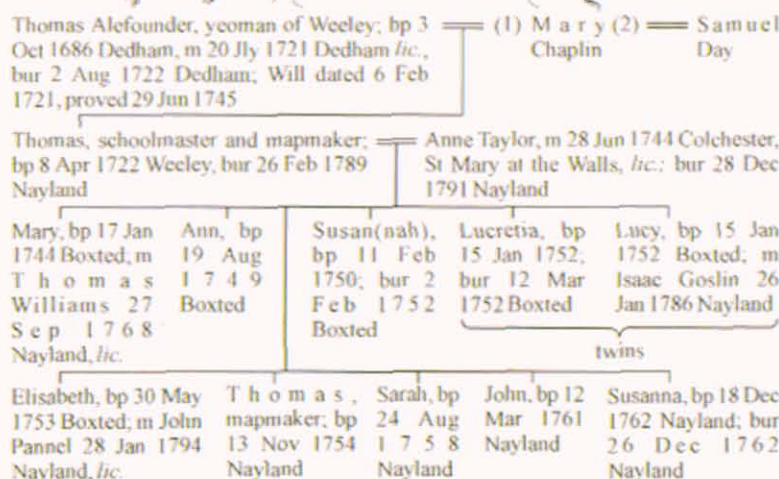 Thomas Alefounder, yeoman of Weeley; bp 3
Oct 1686 Dedham, m 20 Jly 1721 Dedham lic.,
bur 2 Aug 1722 Dedham; Will dated 6 Feb
1721, proved 29 Jun 1745
(1) Mary (2)
Chaplin
Samuel
Day
Thomas, schoolmaster and mapmaker;
bp 8 Apr 1722 Weeley, bur 26 Feb 1789
Nayland
Anne Taylor, m 28 Jun 1744 Colchester,
St Mary at the Walls, lic.; bur 28 Dec
1791 Nayland
Mary, bp 17 Jan
1744 Boxted; m
Thomas
Williams 27
Sep 1768
Nayland, lic.
Ann, bp
19 Aug
1749
Boxted
Susan(nah),
bp 11 Feb
1750; bur 2
Feb 1752
Boxted
Lucretia, bp
15 Jan 1752;
bur 12 Mar
1752 Boxted
Lucy, bp 15 Jan
1752 Boxted; m
Isaac Goslin 26
Jan 1786 Nayland
twins
Elisabeth, bp 30 May
1753 Boxted; m John
Pannel 28 Jan 1794
Nayland, lic.
Thomas,
mapmaker; bp
13 Nov 1754
Nayland
Sarah, bp
24 Aug
1758
Nayland
John, bp 12
Mar 1761
Nayland
Susanna, bp 18 Dec
1762 Nayland; bur
26 Dec 1762
Nayland